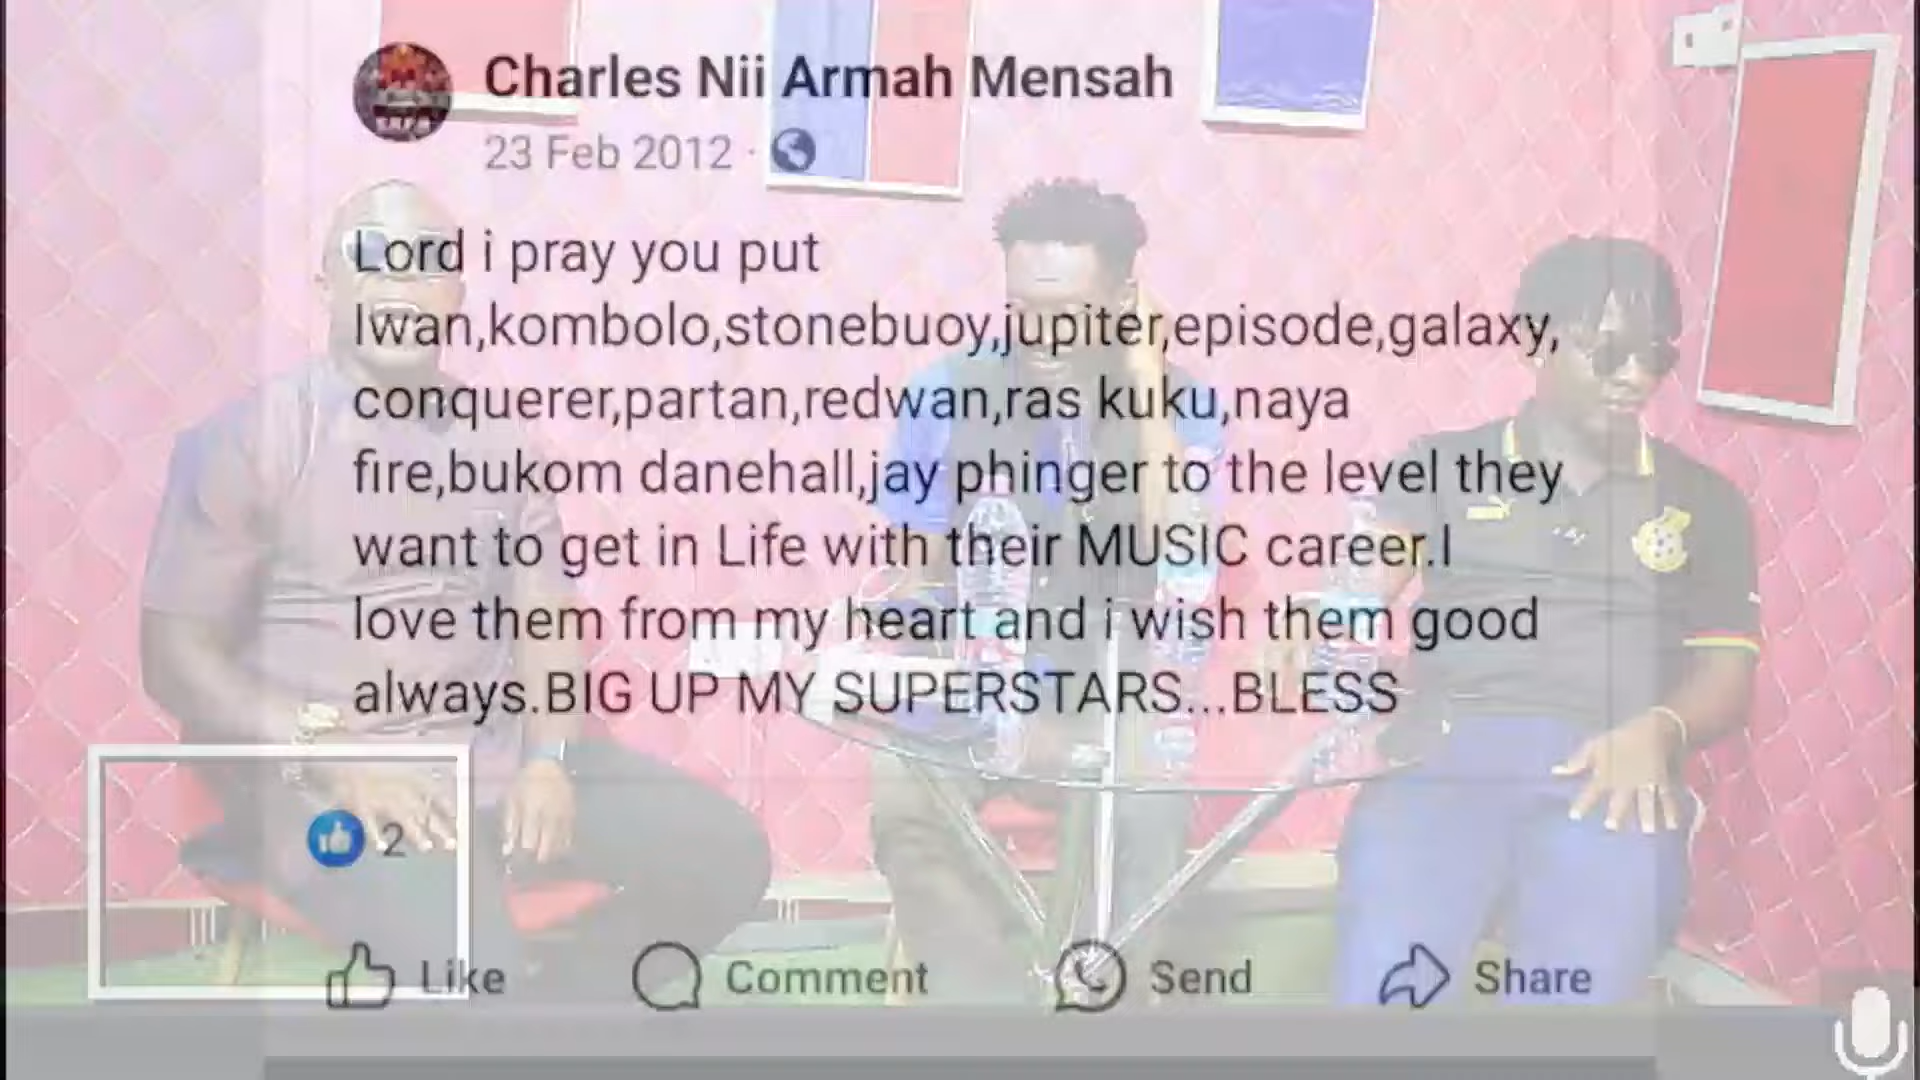 Charles Nii Armah Mensah
23 Feb 2012 ·
Lord i pray you put
Iwan,kombolo,stonebuoy,jupiter,episode,galaxy,
conquerer,partan,redwan,ras kuku,naya
fire,bukom danehall,jay phinger to the level they
want to get in Life with their MUSIC career.I
love them from my heart and i wish them good
always.BIG UP MY SUPERSTARS...BLESS
2
Like Comment Send Share